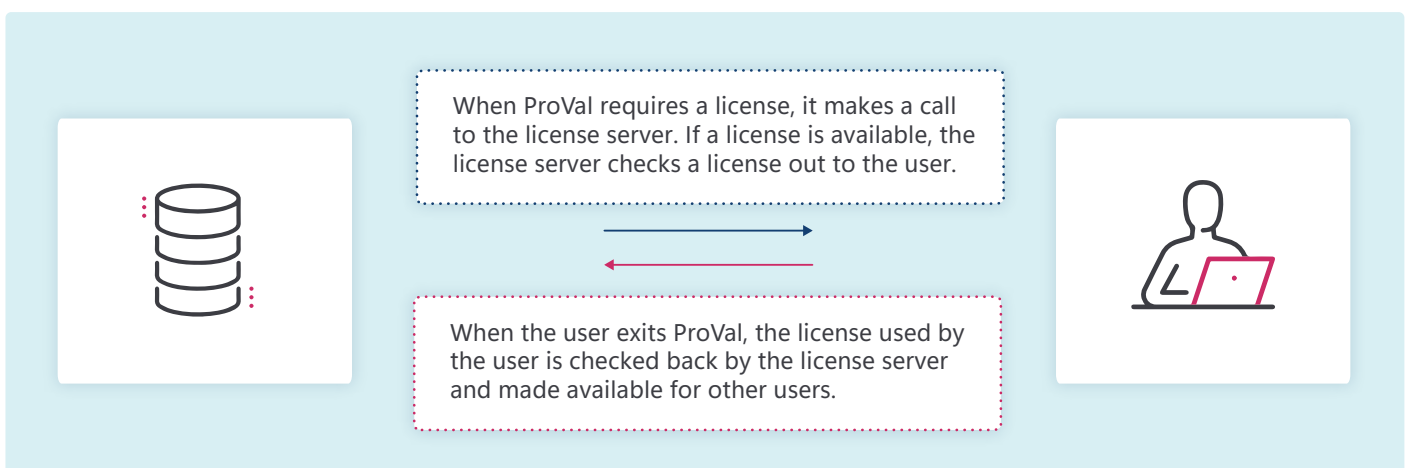 When ProVal requires a license, it makes a call
to the license server. If a license is available, the
license server checks a license out to the user.
When the user exits ProVal, the license used by
the user is checked back by the license server
and made available for other users.